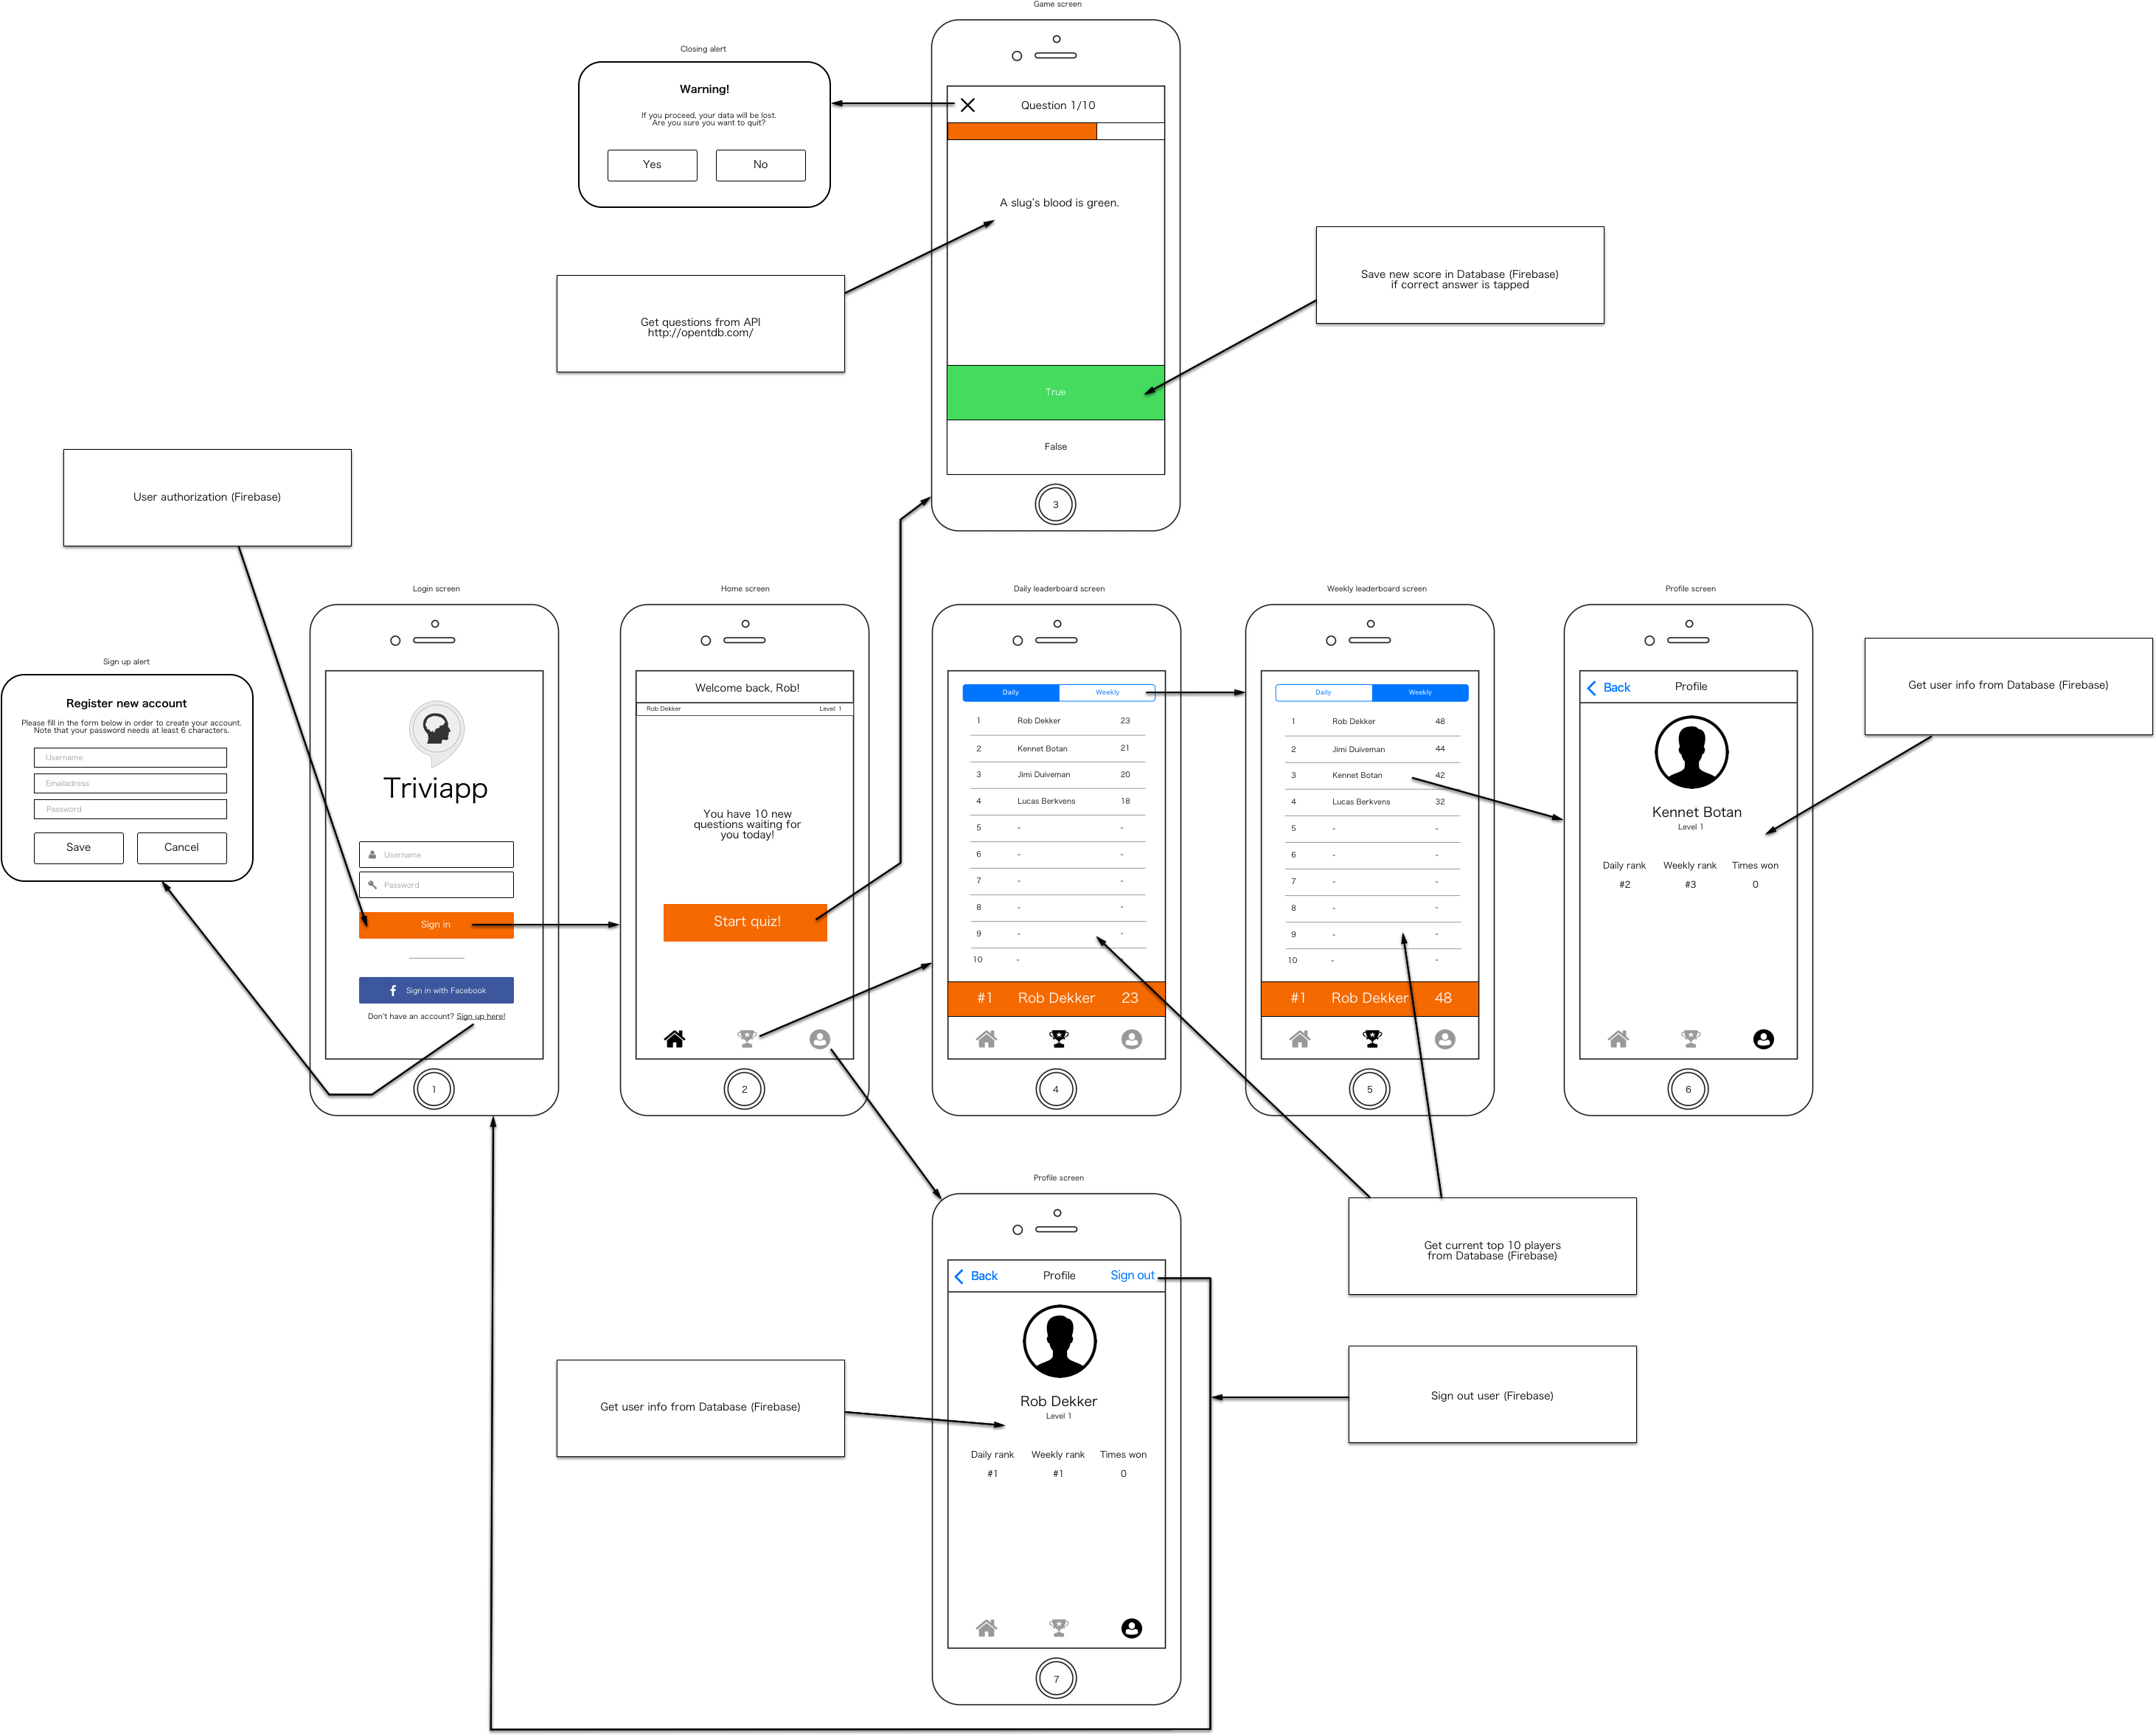 Game screen
Closing alert
Warning!
If you proceed, your data will be lost.
Are you sure you want to quit?
Yes
No
Question 1/10
A slug's blood is green.
True
False
3
Get questions from API
http://opentdb.com/
Save new score in Database (Firebase)
if correct answer is tapped
User authorization (Firebase)
Sign up alert
Register new account
Please fill in the form below in order to create your account.
Note that your password needs at least 6 characters.
Username
Emailadress
Password
Save
Cancel
Login screen
Triviapp
Username
Password
Sign in
Sign in with Facebook
Don't have an account? Sign up here!
1
Home screen
Welcome back, Rob!
Rob Dekker Level: 1
You have 10 new
questions waiting for
you today!
Start quiz!
2
Daily leaderboard screen
Daily Weekly
1 Rob Dekker 23
2 Kennet Botan 21
3 Jimi Duiveman 20
4 Lucas Berkvens 18
5 - -
6 - -
7 - -
8 - -
9 - -
10 - -
#1 Rob Dekker 23
4
Weekly leaderboard screen
Daily Weekly
1 Rob Dekker 48
2 Jimi Duiveman 44
3 Kennet Botan 42
4 Lucas Berkvens 32
5 - -
6 - -
7 - -
8 - -
9 - -
10 - -
#1 Rob Dekker 48
5
Profile screen
Back Profile
Kennet Botan
Level 1
Daily rank Weekly rank Times won
#2 #3 0
6
Get user info from Database (Firebase)
Profile screen
Back Profile Sign out
Rob Dekker
Level 1
Daily rank Weekly rank Times won
#1 #1 0
7
Get current top 10 players
from Database (Firebase)
Get user info from Database (Firebase)
Sign out user (Firebase)